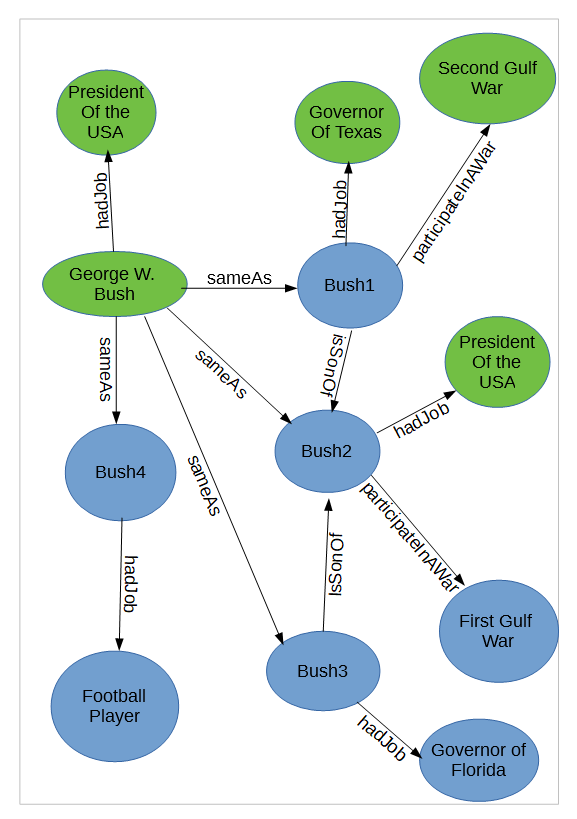 Second Gulf
War
President
Of the
USA
Governor
Of Texas
hadJob
hadJob
participateInAWar
George W.
Bush
sameAs
Bush1
isSonOf
President
Of the
USA
sameAs
sameAs
hadJob
Bush2
Bush4
sameAs
participateInAWar
hadJob
IsSonOf
First Gulf
War
Bush3
Football
Player
hadJob
Governor of
Florida